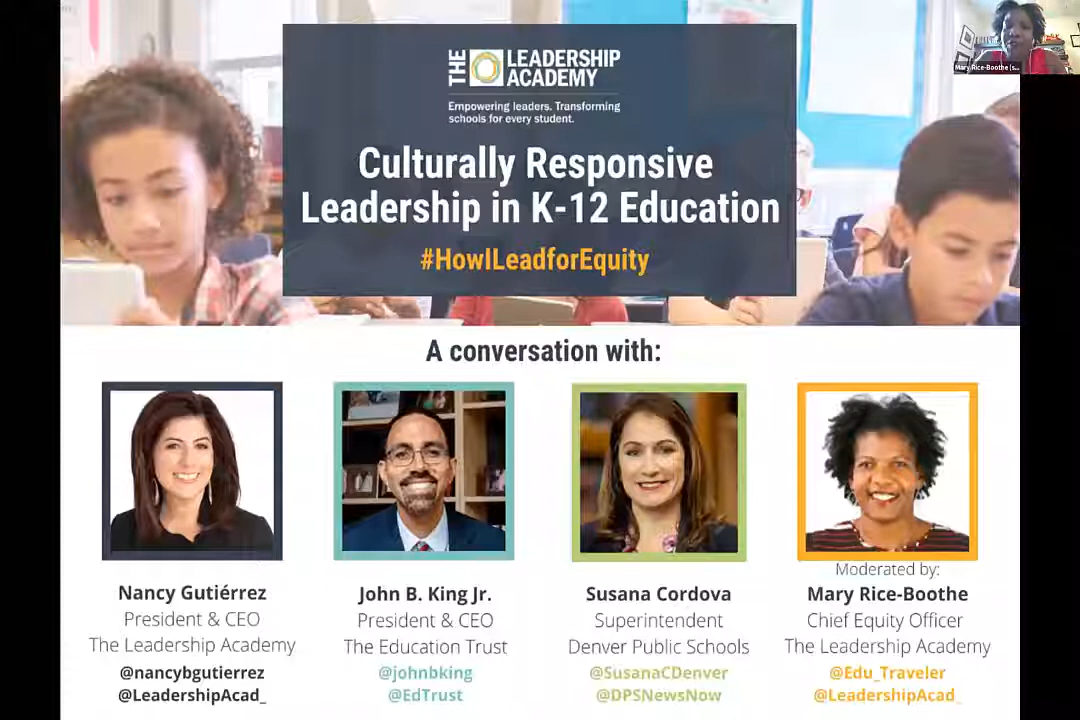 THE LEADERSHIP
ACADEMY
Empowering leaders. Transforming
schools for every student.
Culturally Responsive
Leadership in K-12 Education
#HowILeadforEquity
Mary Rice-Boothe (s...
A conversation with:
Nancy Gutiérrez
President & CEO
The Leadership Academy
@nancybgutierrez
@LeadershipAcad_
John B. King Jr.
President & CEO
The Education Trust
@johnbking
@EdTrust
Susana Cordova
Superintendent
Denver Public Schools
@SusanaCDenver
@DPSNewsNow
Moderated by:
Mary Rice-Boothe
Chief Equity Officer
The Leadership Academy
@Edu_Traveler
@LeadershipAcad_